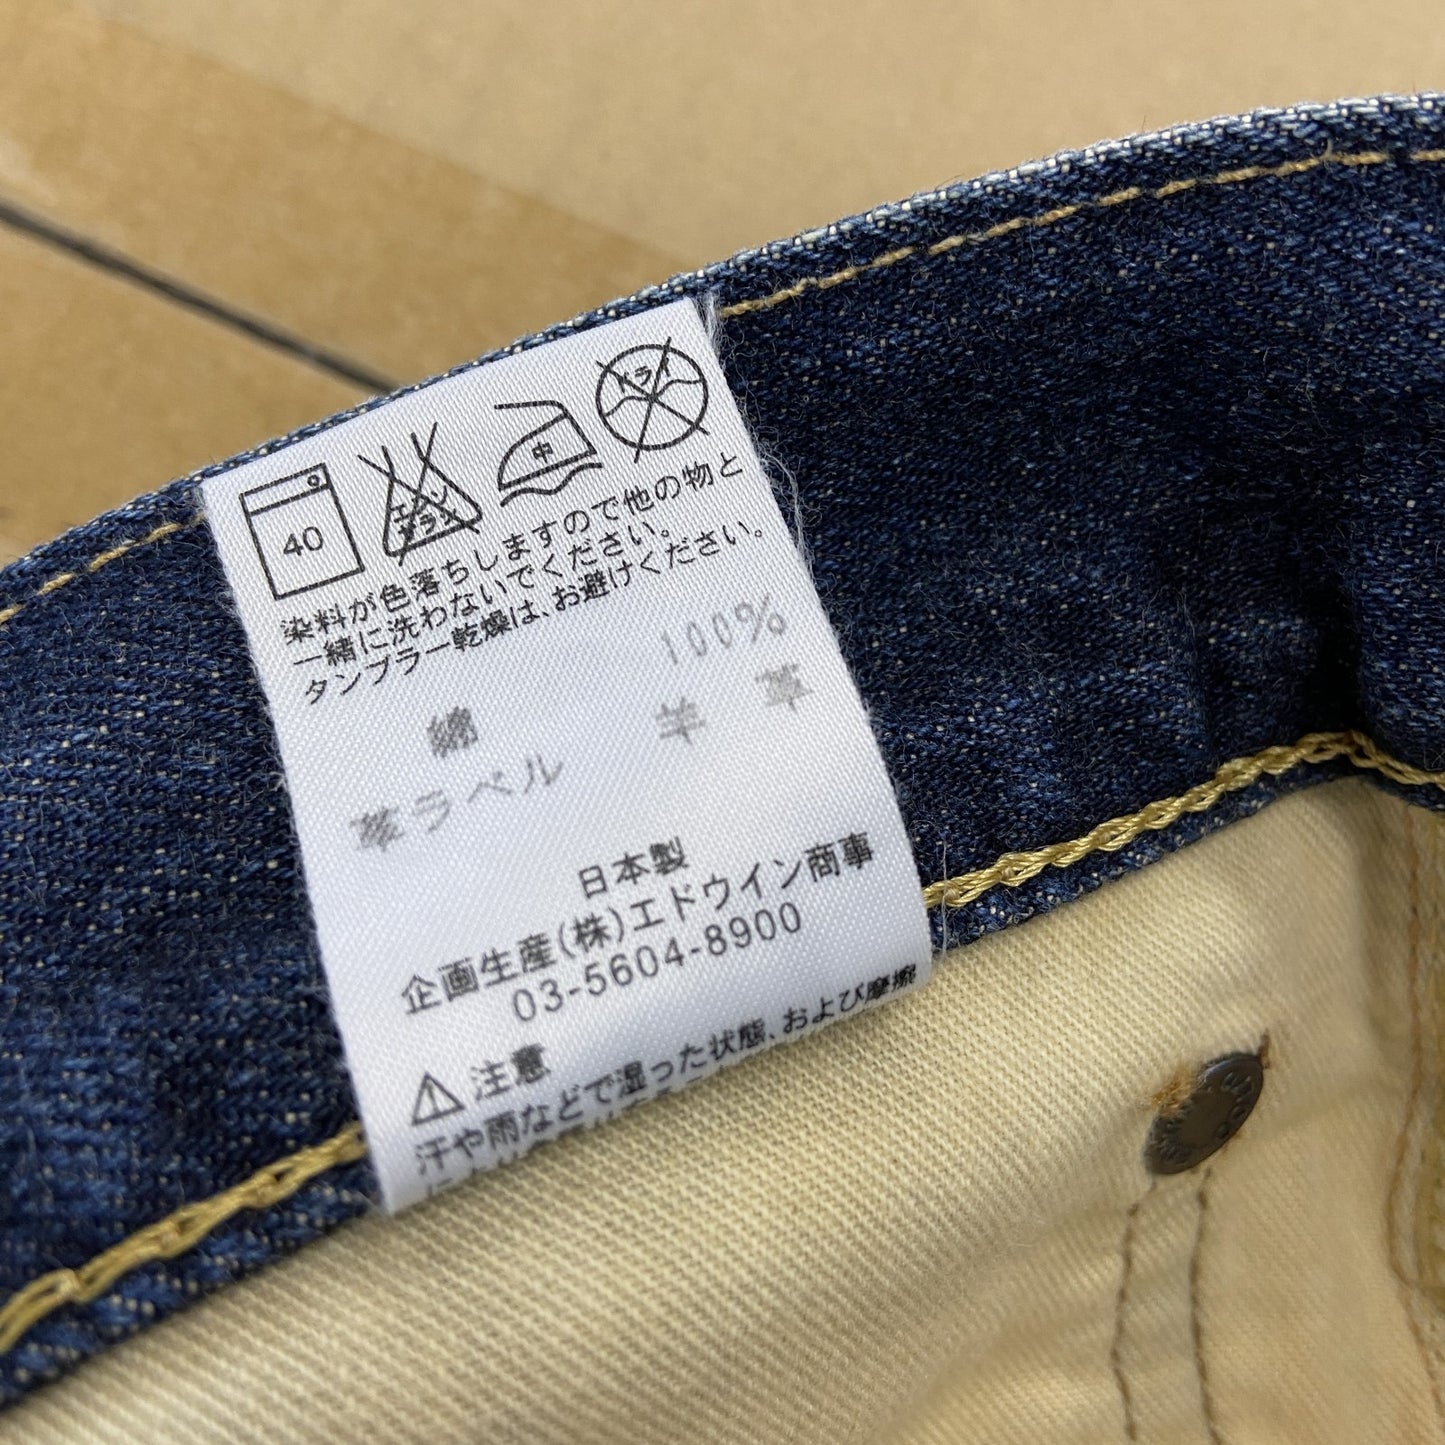 40
エンソ
サラシ
中
ドライ
染料が色落ちしますので他の物と
一緒に洗わないでください。
タンブラー乾燥は、お避けください。
綿 100%
革ラベル 羊革
日本製
企画生産(株)エドウイン商事
03-5604-8900
⚠注意
汗や雨などで湿った状態、および摩擦